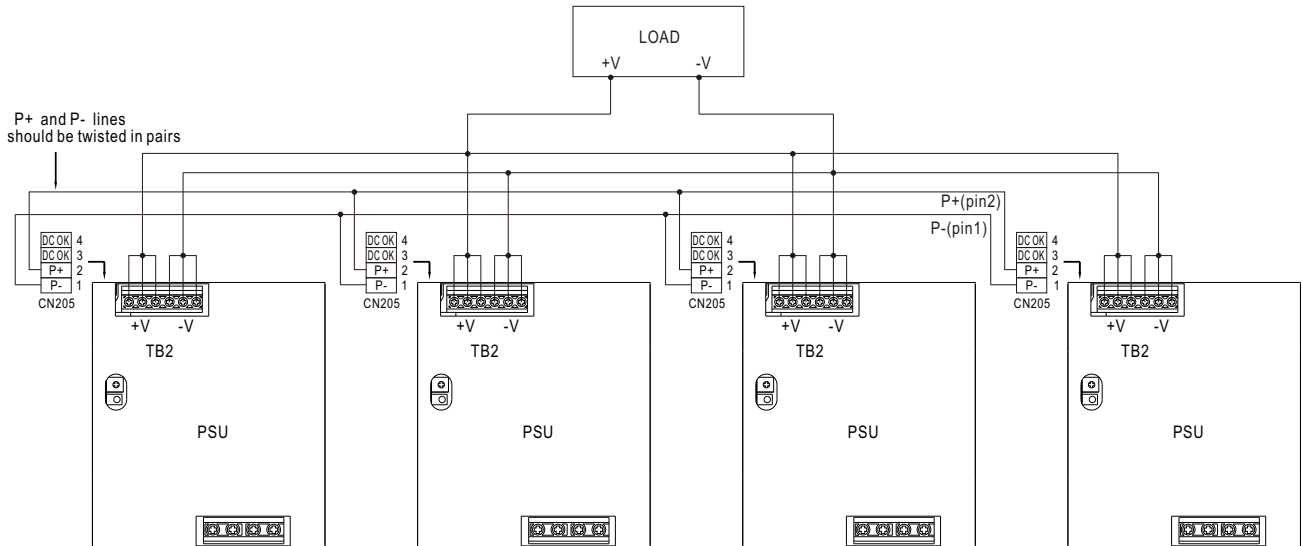 LOAD
+V -V
P+ and P- lines
should be twisted in pairs
P+(pin2)
P-(pin1)
DC OK 4
DC OK 3
P+ 2
P- 1
CN205
DC OK 4
DC OK 3
P+ 2
P- 1
CN205
DC OK 4
DC OK 3
P+ 2
P- 1
CN205
DC OK 4
DC OK 3
P+ 2
P- 1
CN205
+V -V
TB2
PSU
+V -V
TB2
PSU
+V -V
TB2
PSU
+V -V
TB2
PSU